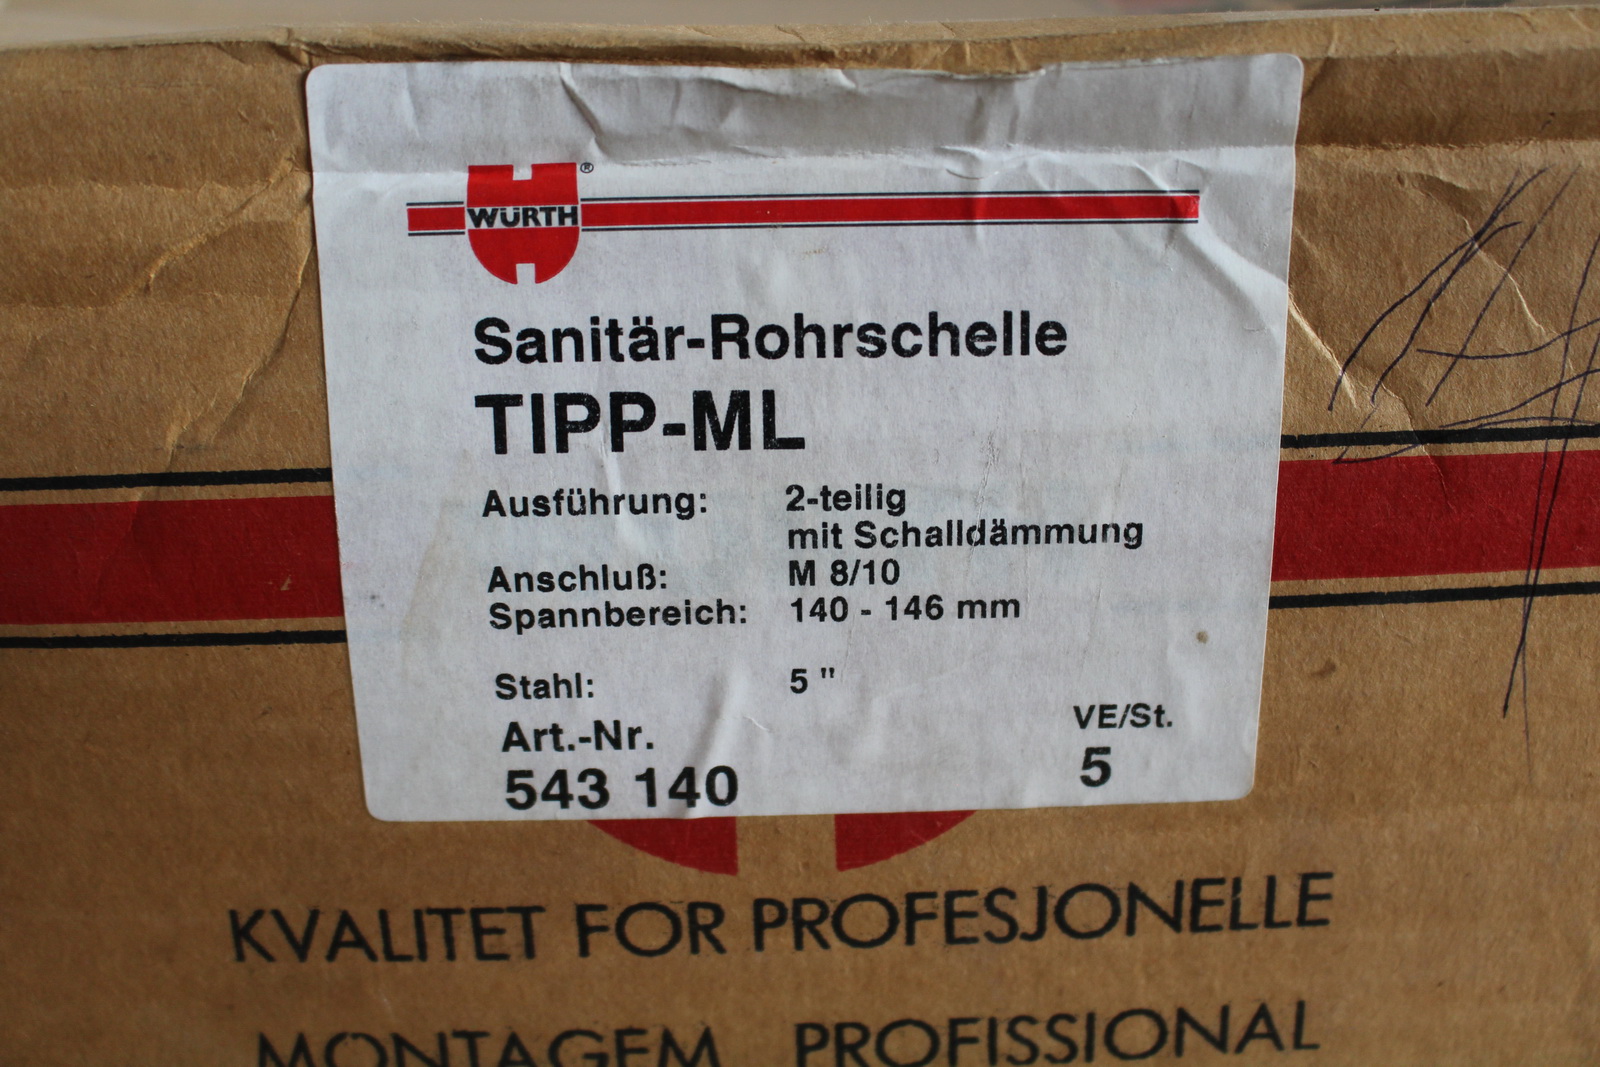 WÜRTH®
Sanitär-Rohrschelle
TIPP-ML
Ausführung: 2-teilig
mit Schalldämmung
Anschluß: M 8/10
Spannbereich: 140 - 146 mm
Stahl: 5 "
Art.-Nr. VE/St.
543 140 5
KVALITET FOR PROFESJONELLE
MONTAGEM PROFISSIONAL